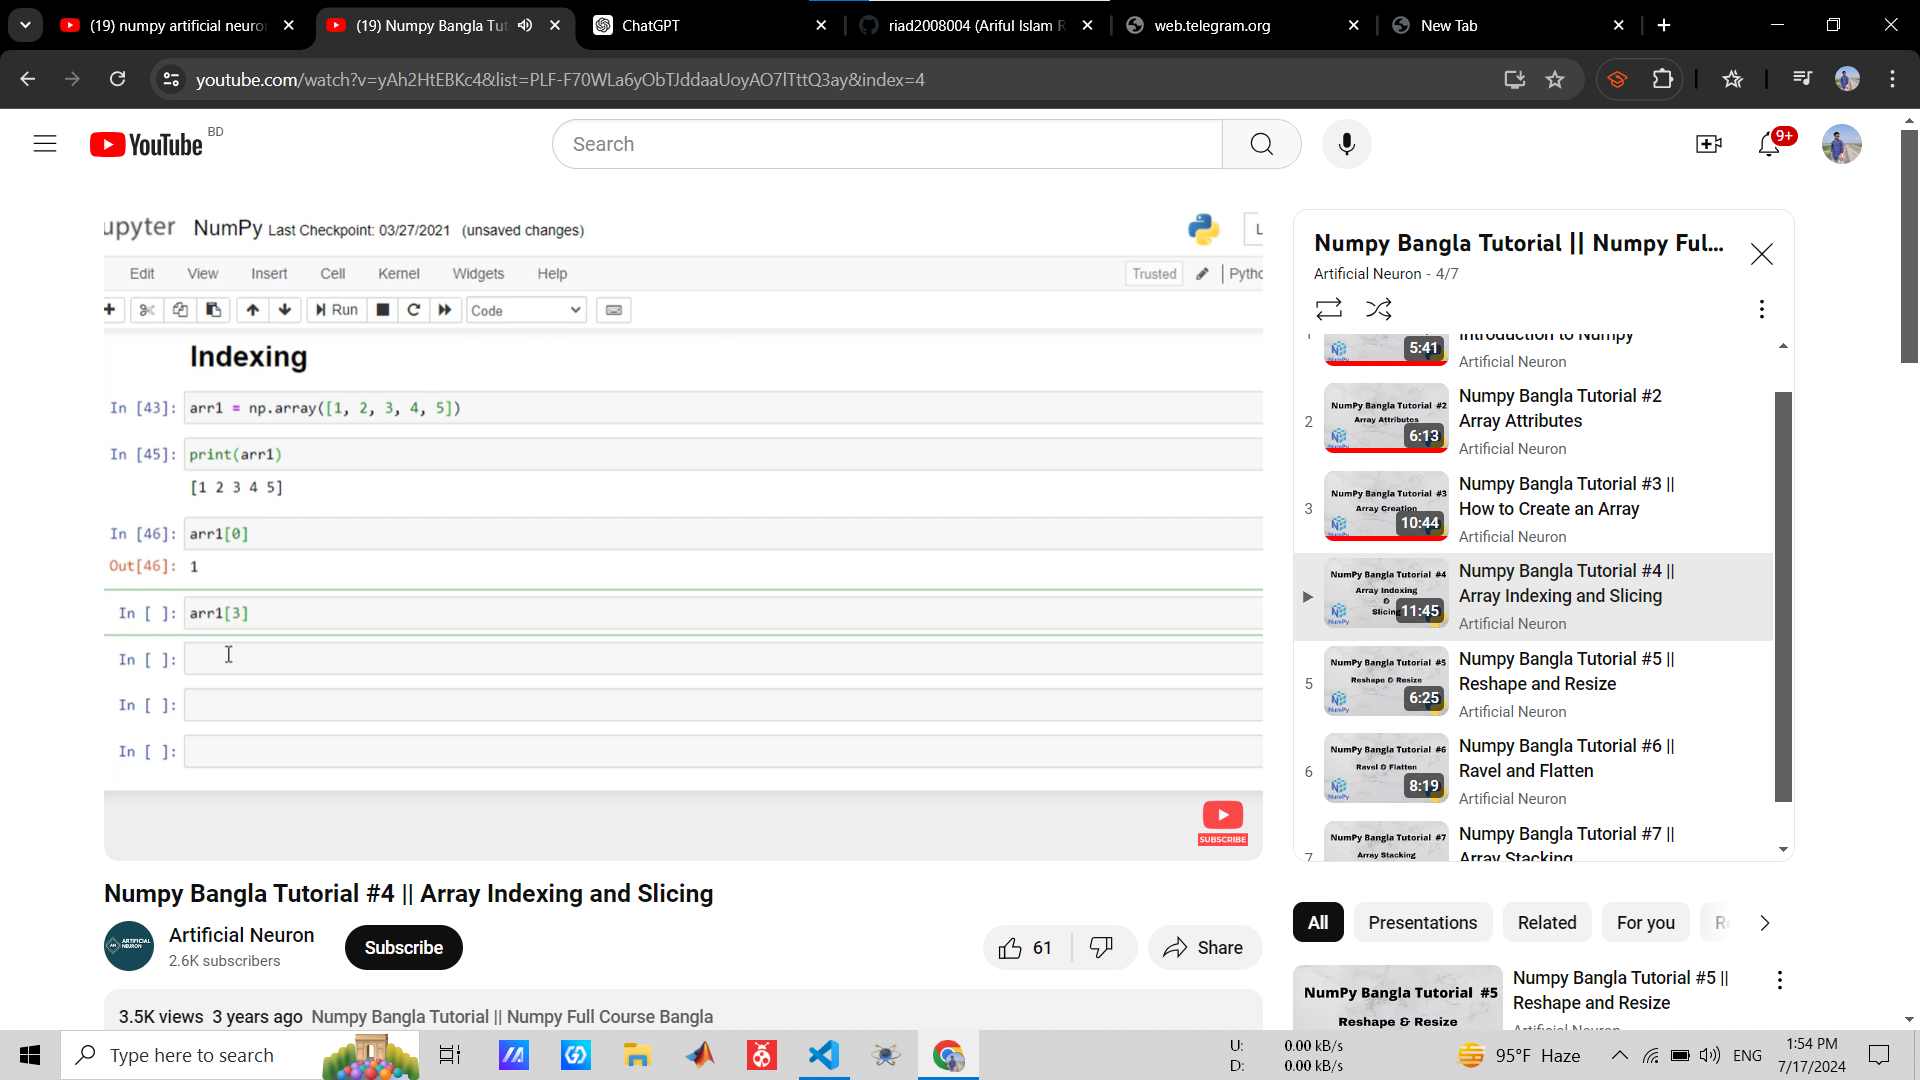 (19) numpy artificial neuro
(19) Numpy Bangla Tut
ChatGPT
riad2008004 (Ariful Islam R
web.telegram.org
New Tab
youtube.com/watch?v=yAh2HtEBKc4&list=PLF-F70WLa6yObTJddaaUoyAO7lTttQ3ay&index=4
YouTube BD
Search
9+
upyter NumPy Last Checkpoint: 03/27/2021 (unsaved changes)
Edit View Insert Cell Kernel Widgets Help
Trusted Pytho
Run Code
Indexing
In [43]: arr1 = np.array([1, 2, 3, 4, 5])
In [45]: print(arr1)
[1 2 3 4 5]
In [46]: arr1[0]
Out[46]: 1
In [ ]: arr1[3]
In [ ]:
In [ ]:
In [ ]:
SUBSCRIBE
Numpy Bangla Tutorial || Numpy Ful...
Artificial Neuron - 4/7
1
5:41
Introduction to Numpy
Artificial Neuron
2
NumPy Bangla Tutorial #2
Array Attributes
NumPy
6:13
Numpy Bangla Tutorial #2
Array Attributes
Artificial Neuron
3
NumPy Bangla Tutorial #3
Array Creation
NumPy
10:44
Numpy Bangla Tutorial #3 ||
How to Create an Array
Artificial Neuron
NumPy Bangla Tutorial #4
Array Indexing
&
Slicing
NumPy
11:45
Numpy Bangla Tutorial #4 ||
Array Indexing and Slicing
Artificial Neuron
5
NumPy Bangla Tutorial #5
Reshape & Resize
NumPy
6:25
Numpy Bangla Tutorial #5 ||
Reshape and Resize
Artificial Neuron
6
NumPy Bangla Tutorial #6
Ravel & Flatten
NumPy
8:19
Numpy Bangla Tutorial #6 ||
Ravel and Flatten
Artificial Neuron
7
NumPy Bangla Tutorial #7
Array Stacking
Numpy Bangla Tutorial #7 ||
Array Stacking
Numpy Bangla Tutorial #4 || Array Indexing and Slicing
ARTIFICIAL
NEURON
Artificial Neuron
2.6K subscribers
Subscribe
61
Share
3.5K views 3 years ago Numpy Bangla Tutorial || Numpy Full Course Bangla
All Presentations Related For you Re
NumPy Bangla Tutorial #5
Reshape & Resize
Numpy Bangla Tutorial #5 ||
Reshape and Resize
Artificial Neuron
Type here to search
U: 0.00 kB/s
D: 0.00 kB/s
95°F Haze
ENG
1:54 PM
7/17/2024